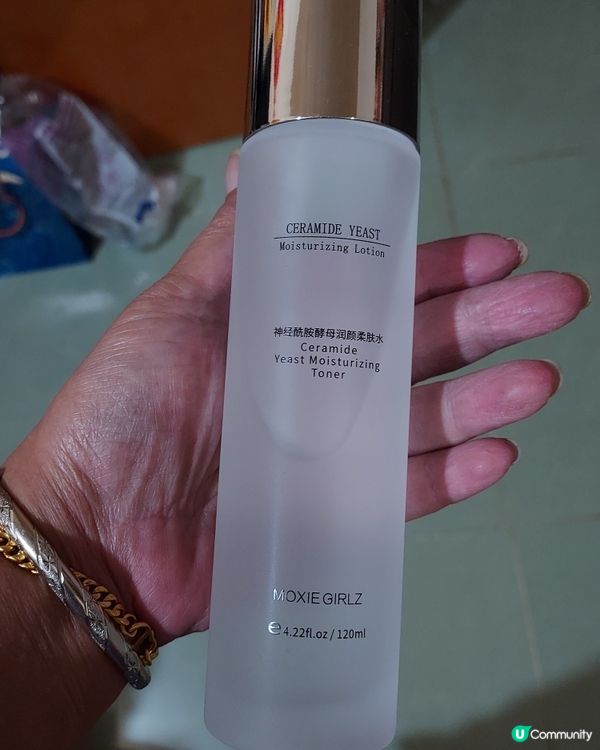 CERAMIDE YEAST
Moisturizing Lotion
神经酰胺酵母润颜柔肤水
Ceramide
Yeast Moisturizing
Toner
MOXIE GIRLZ
℮4.22fl.oz / 120ml
U Community